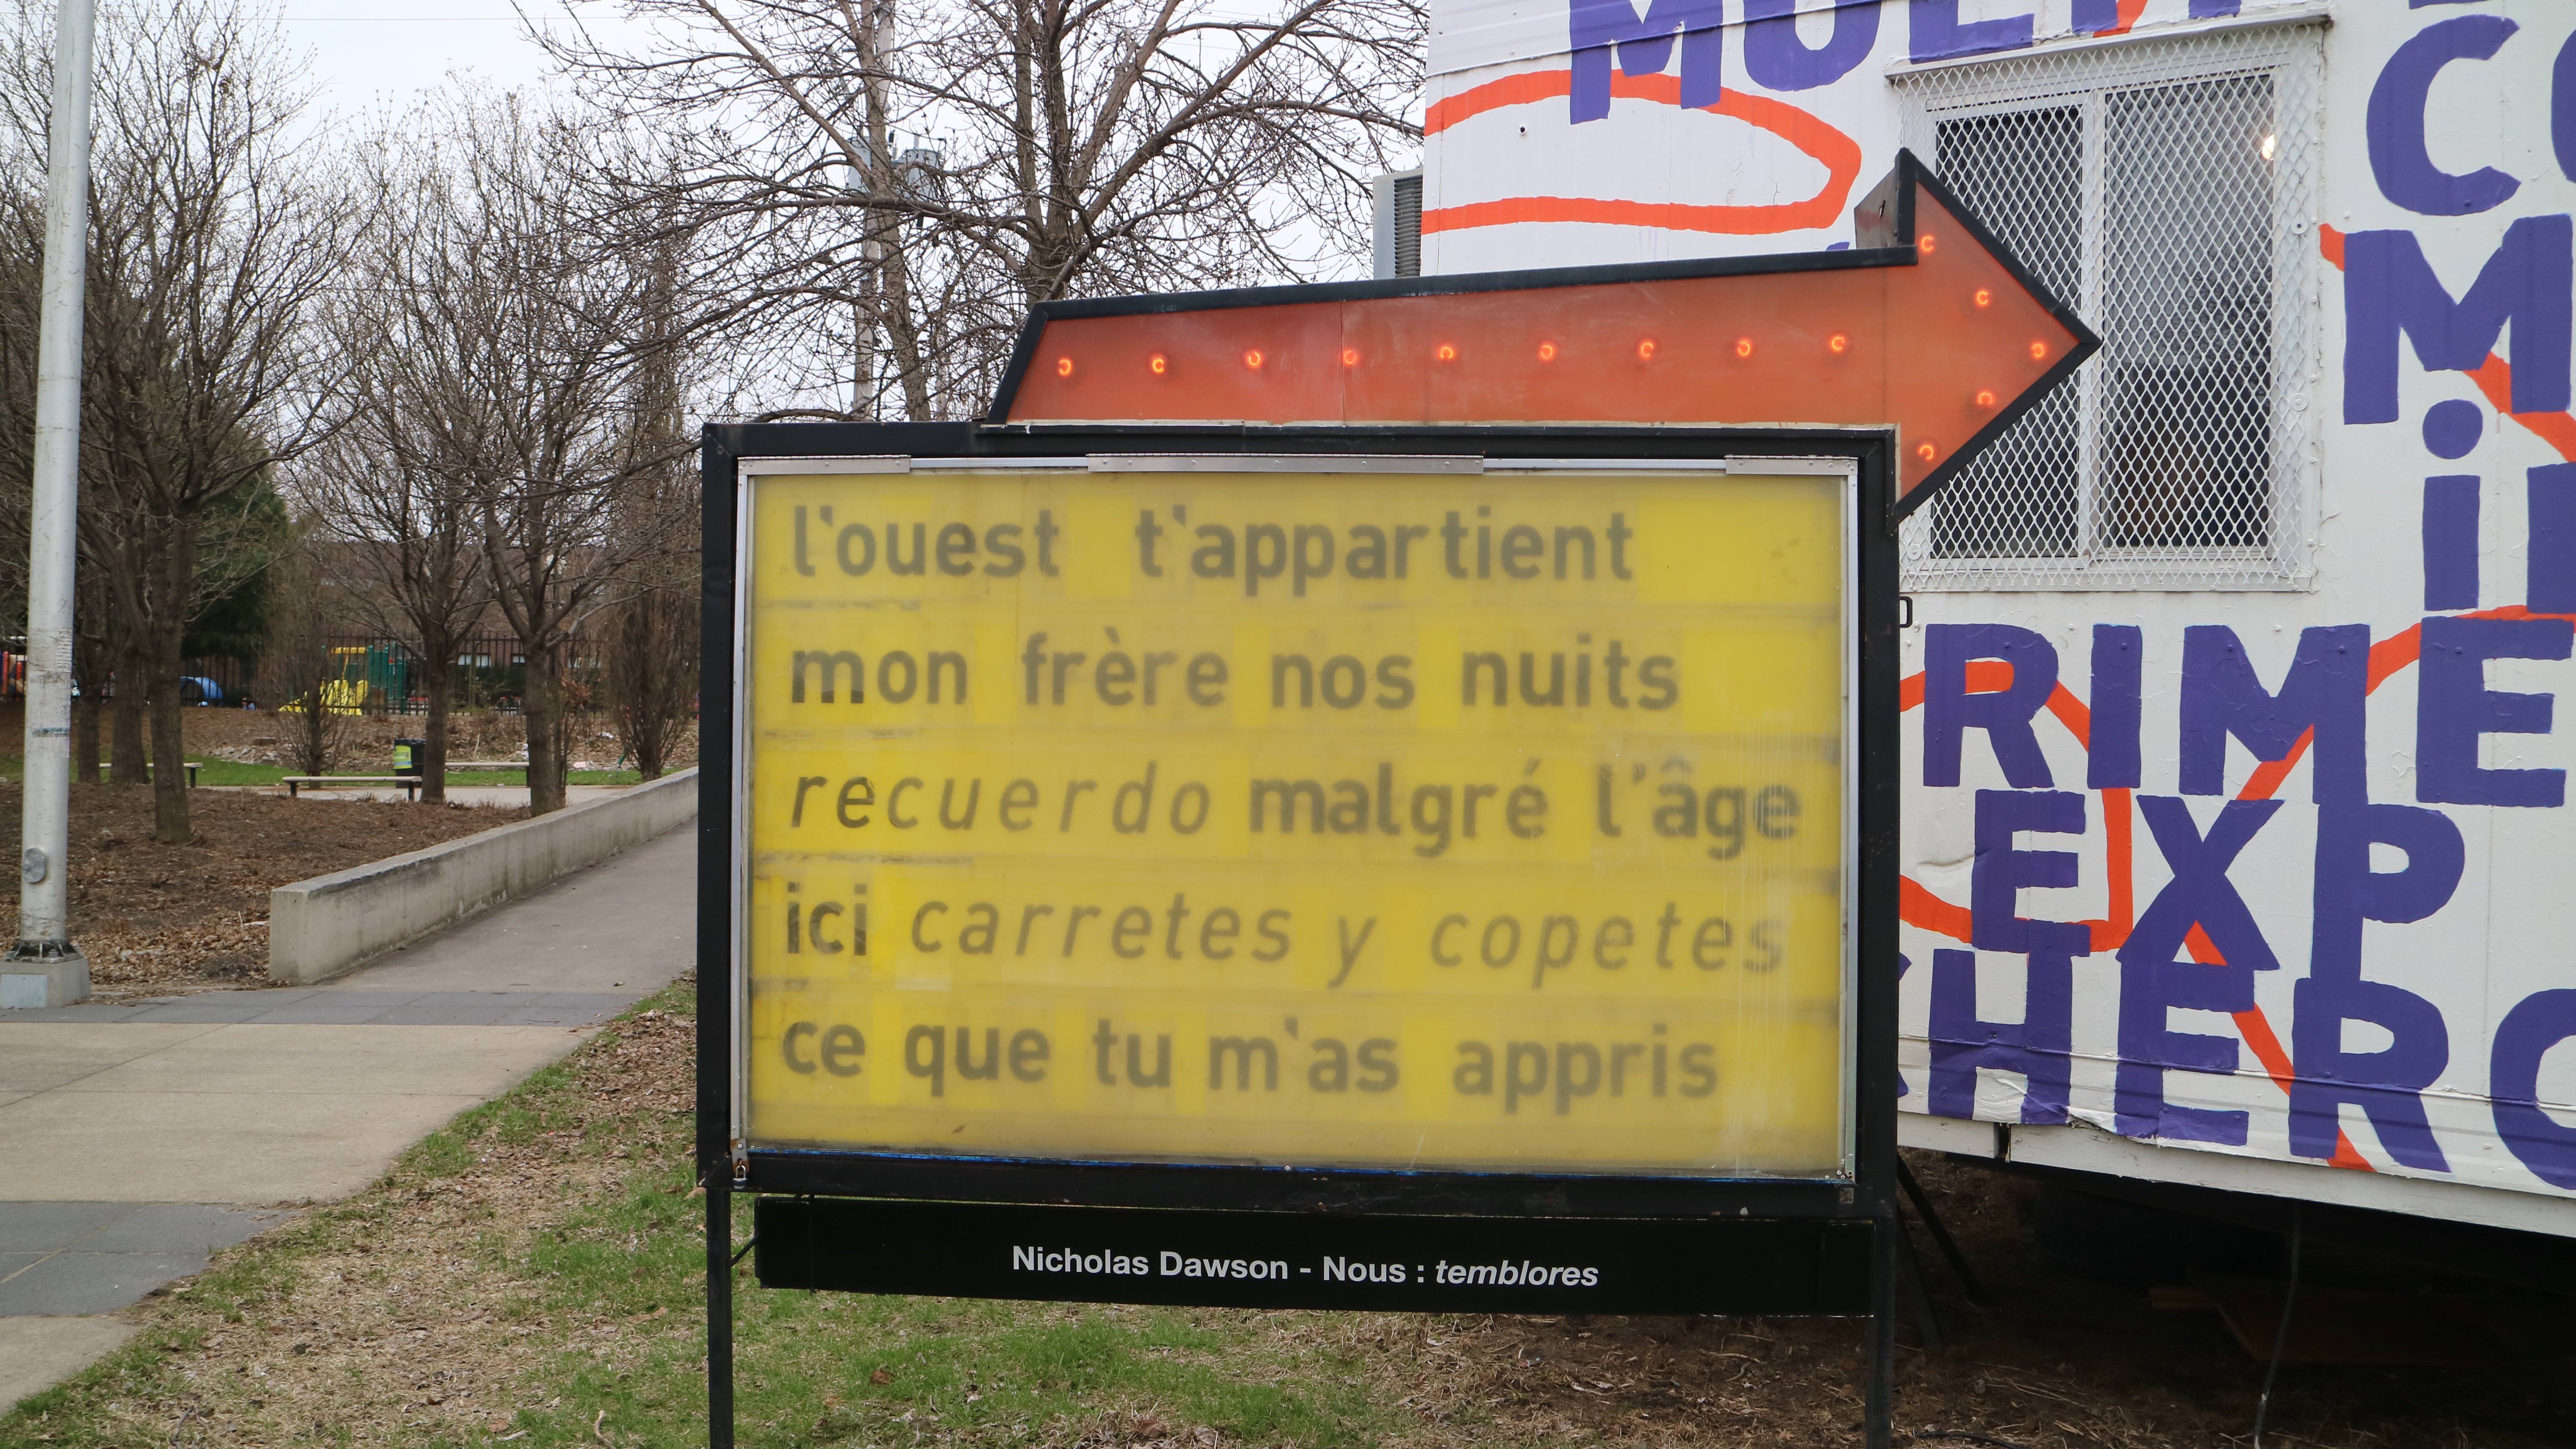 l'ouest t'appartient
mon frère nos nuits
recuerdo malgré l'âge
ici carretes y copetes
ce que tu m'as appris
Nicholas Dawson - Nous : temblores
RIME
EXP